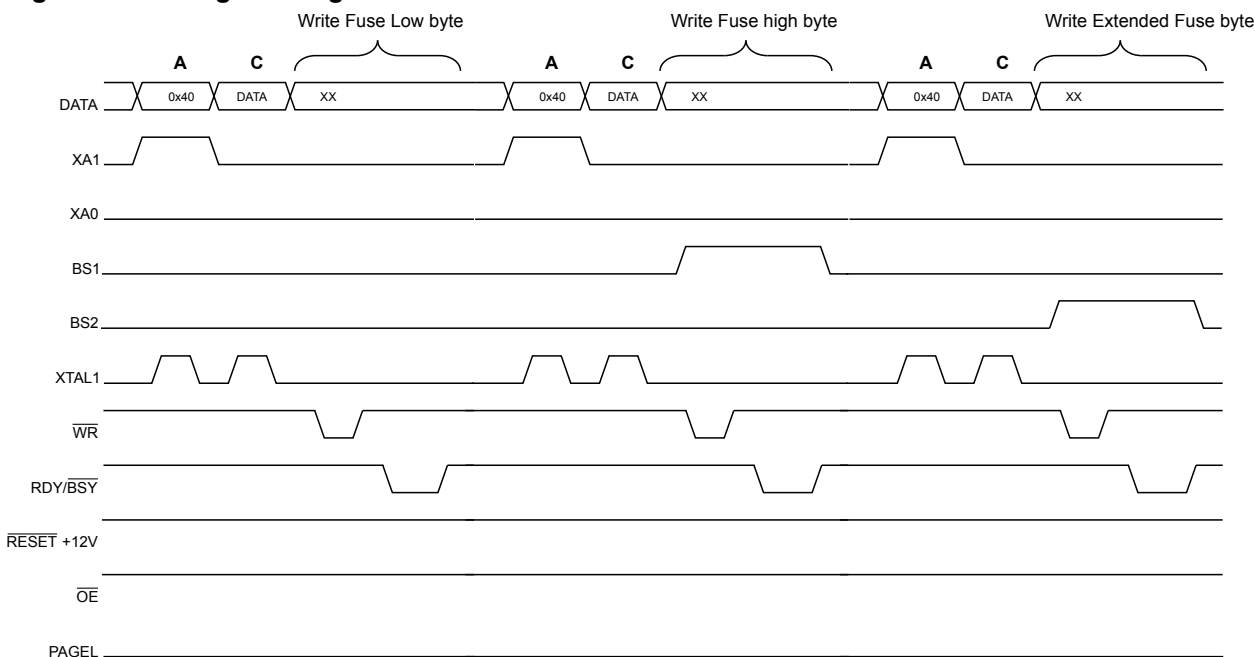 Write Fuse Low byte Write Fuse high byte Write Extended Fuse byte
A C A C A C
DATA 0x40 DATA XX 0x40 DATA XX 0x40 DATA XX
XA1
XA0
BS1
BS2
XTAL1
WR
RDY/BSY
RESET +12V
OE
PAGEL